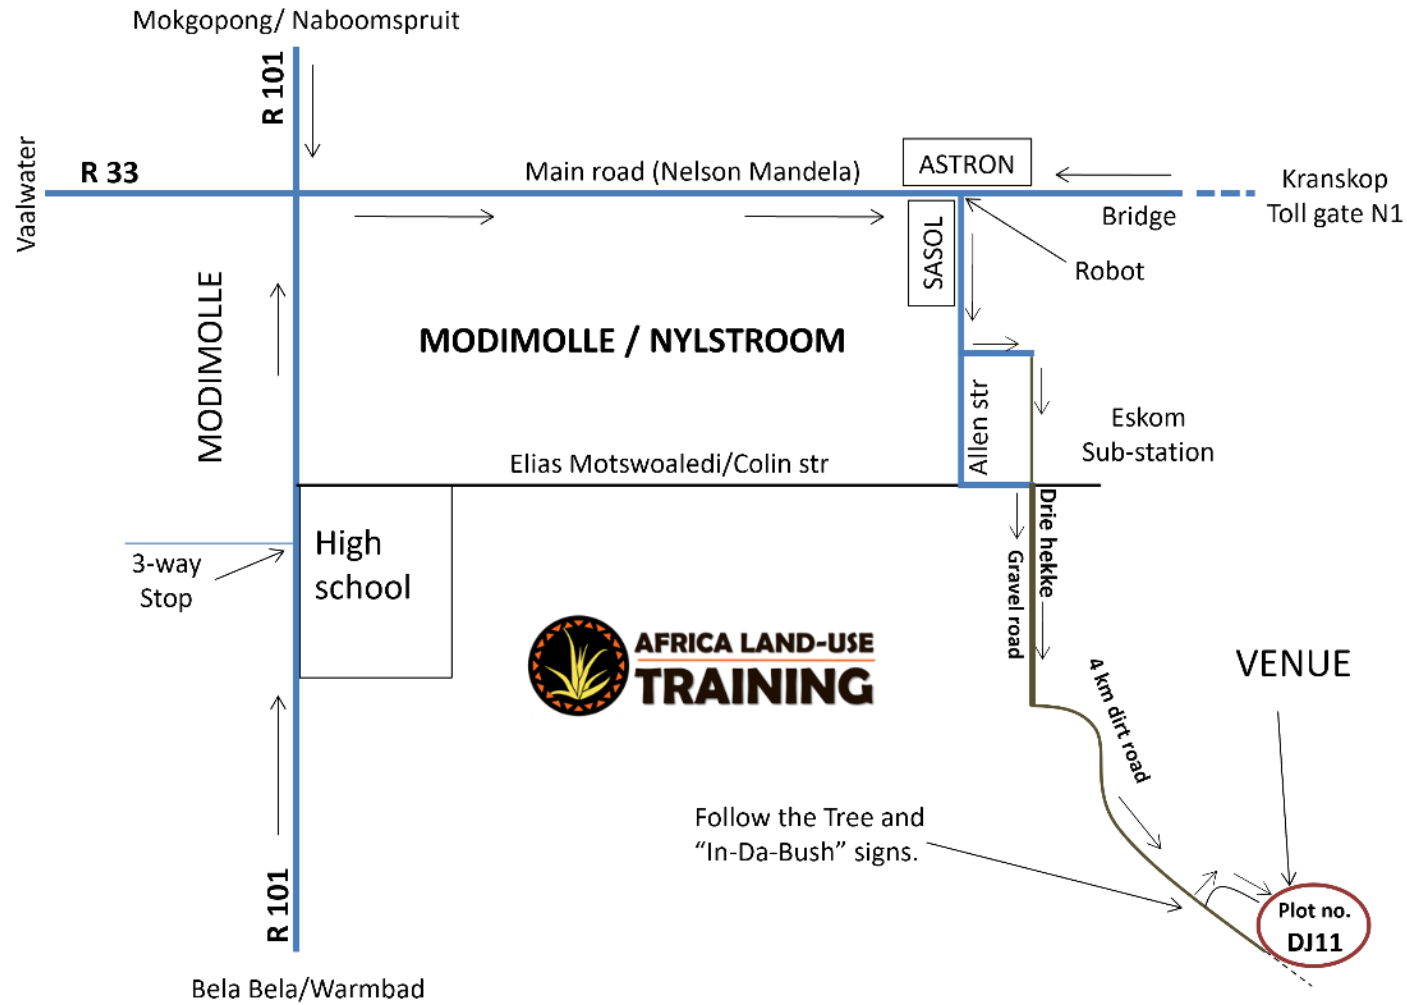 Mokgopong/ Naboomspruit
R 101
Vaalwater
R 33
Main road (Nelson Mandela)
ASTRON
Kranskop
Toll gate N1
Bridge
SASOL
Robot
MODIMOLLE
MODIMOLLE / NYLSTROOM
Allen str
Eskom
Sub-station
Elias Motswoaledi/Colin str
Drie hekke
Gravel road
High
school
3-way
Stop
AFRICA LAND-USE
TRAINING
4 km dirt road
VENUE
Follow the Tree and
“In-Da-Bush” signs.
R 101
Plot no.
DJ11
Bela Bela/Warmbad